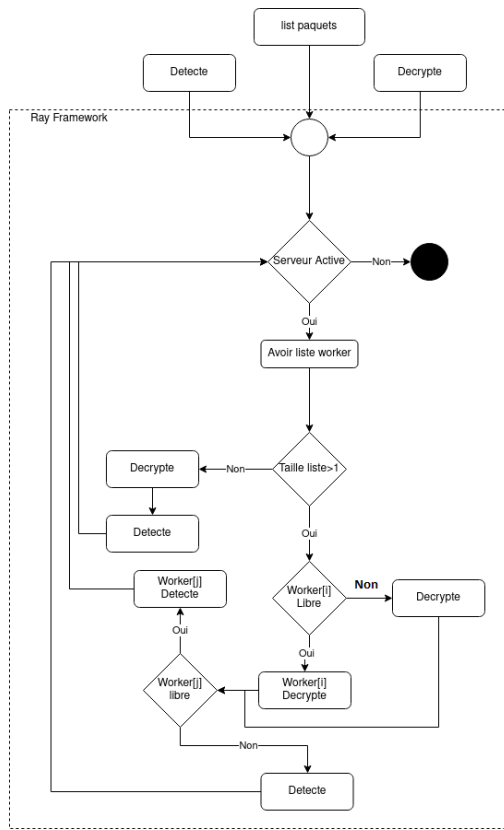 list paquets
Detecte
Decrypte
Ray Framework
Serveur Active
Non
Oui
Avoir liste worker
Decrypte
Non
Taille liste>1
Detecte
Oui
Worker[j]
Detecte
Worker[i]
Libre
Non
Decrypte
Oui
Oui
Worker[j]
libre
Worker[i]
Decrypte
Non
Detecte